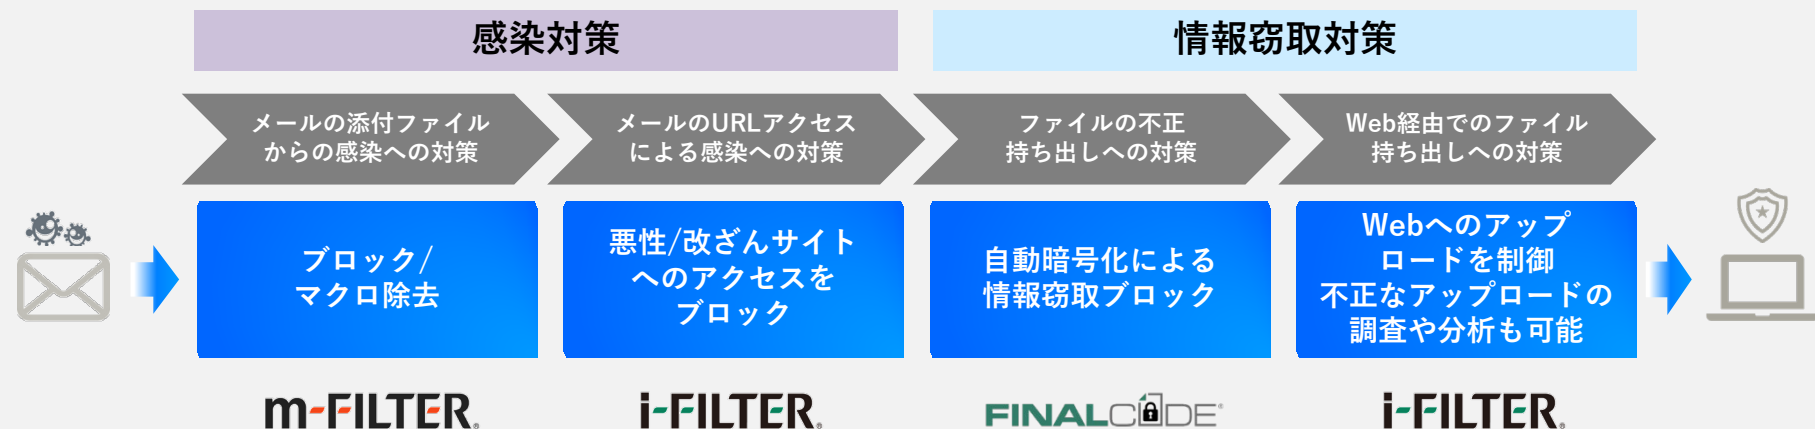 感染対策
情報窃取対策
メールの添付ファイル
からの感染への対策
メールのURLアクセス
による感染への対策
ファイルの不正
持ち出しへの対策
Web経由でのファイル
持ち出しへの対策
ブロック/
マクロ除去
悪性/改ざんサイト
へのアクセスを
ブロック
自動暗号化による
情報窃取ブロック
Webへのアップ
ロードを制御
不正なアップロードの
調査や分析も可能
m-FILTER®
i-FILTER®
FINALCODE®
i-FILTER®